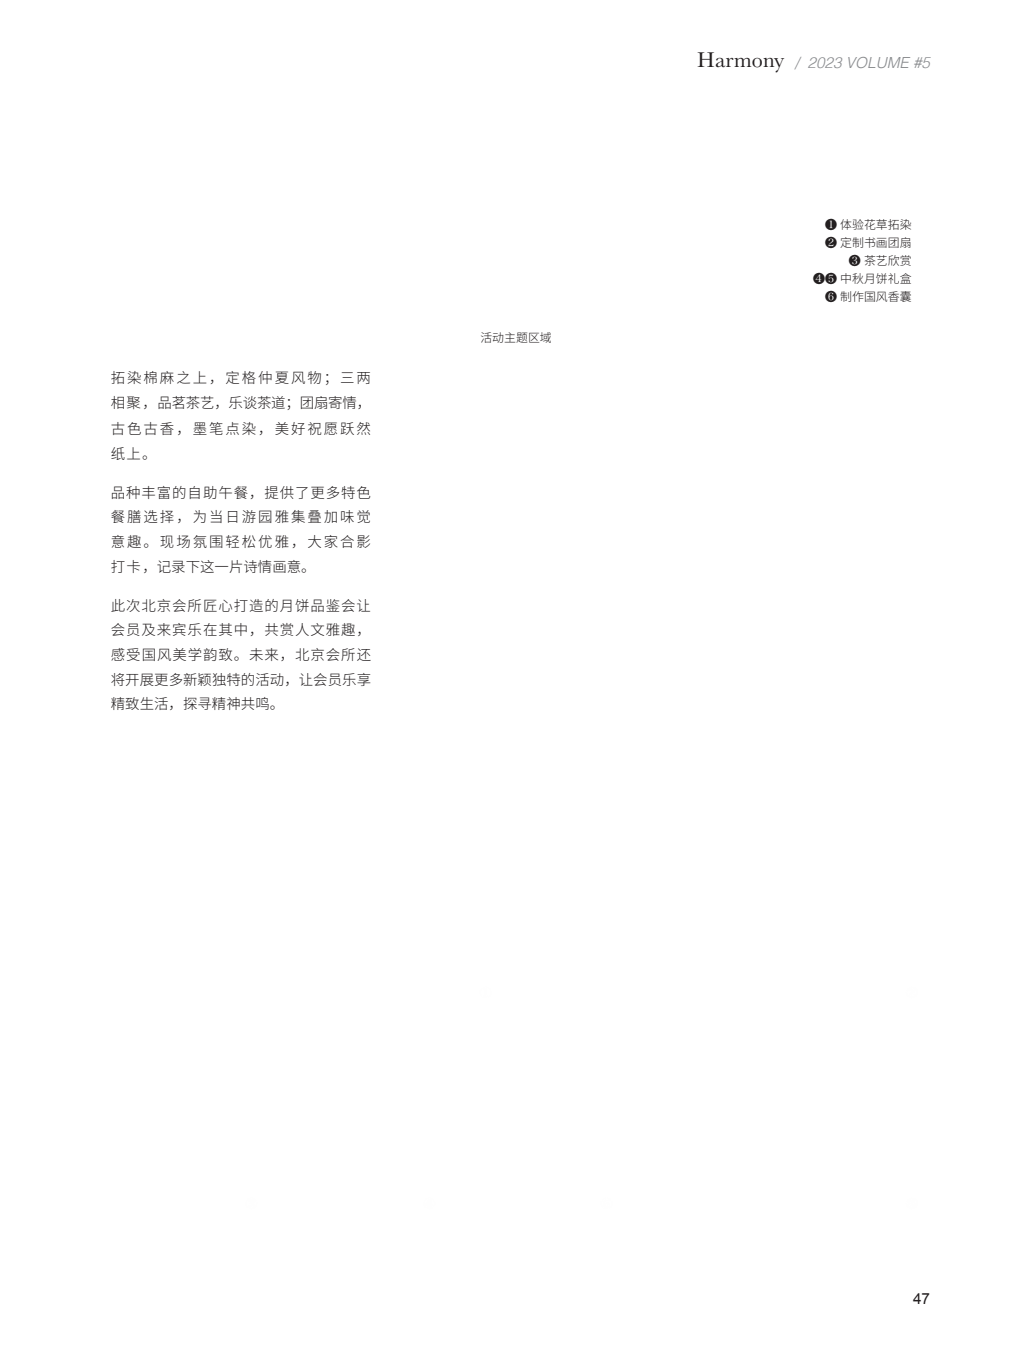 Harmony / 2023 VOLUME #5
❶ 体验花草拓染
❷ 定制书画团扇
❸ 茶艺欣赏
❹❺ 中秋月饼礼盒
❻ 制作国风香囊
活动主题区域
拓染棉麻之上，定格仲夏风物；三两
相聚，品茗茶艺，乐谈茶道；团扇寄情，
古色古香，墨笔点染，美好祝愿跃然
纸上。
品种丰富的自助午餐，提供了更多特色
餐膳选择，为当日游园雅集叠加味觉
意趣。现场氛围轻松优雅，大家合影
打卡，记录下这一片诗情画意。
此次北京会所匠心打造的月饼品鉴会让
会员及来宾乐在其中，共赏人文雅趣，
感受国风美学韵致。未来，北京会所还
将开展更多新颖独特的活动，让会员乐享
精致生活，探寻精神共鸣。
47